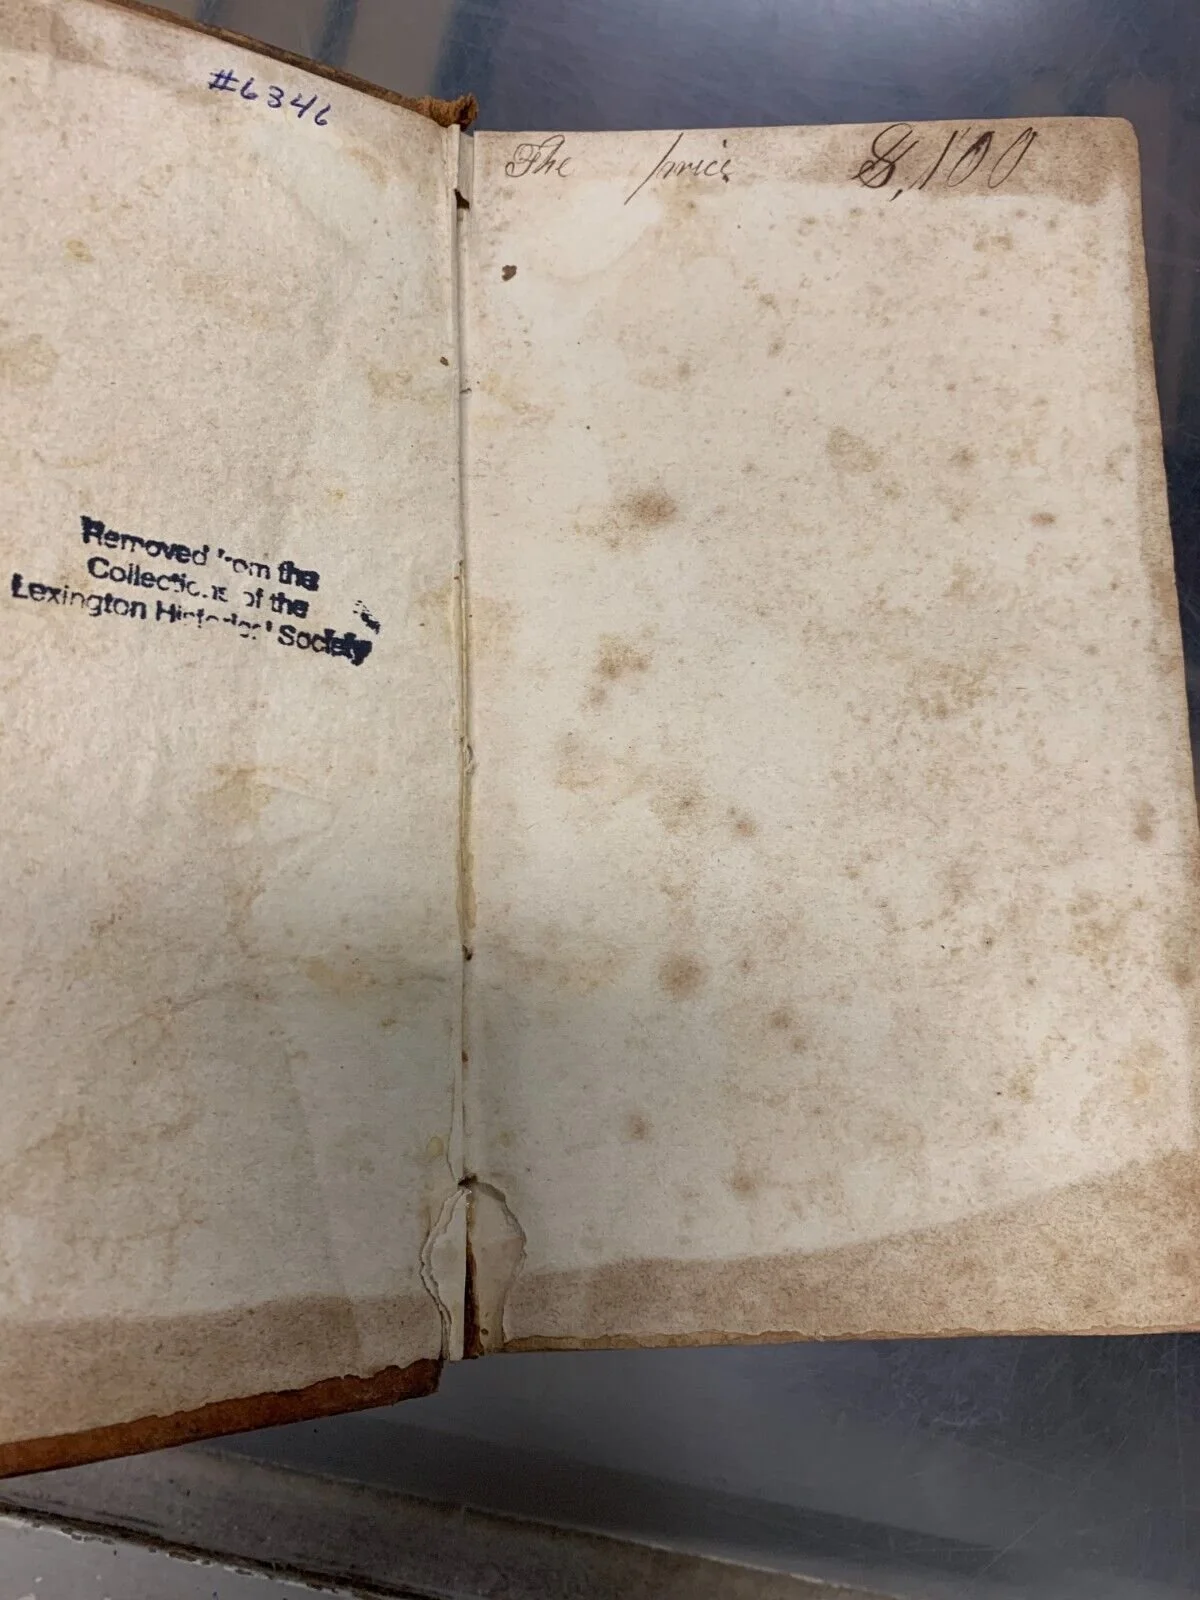 #6346
The price $,100
Removed from the
Collections of the
Lexington Historical Society